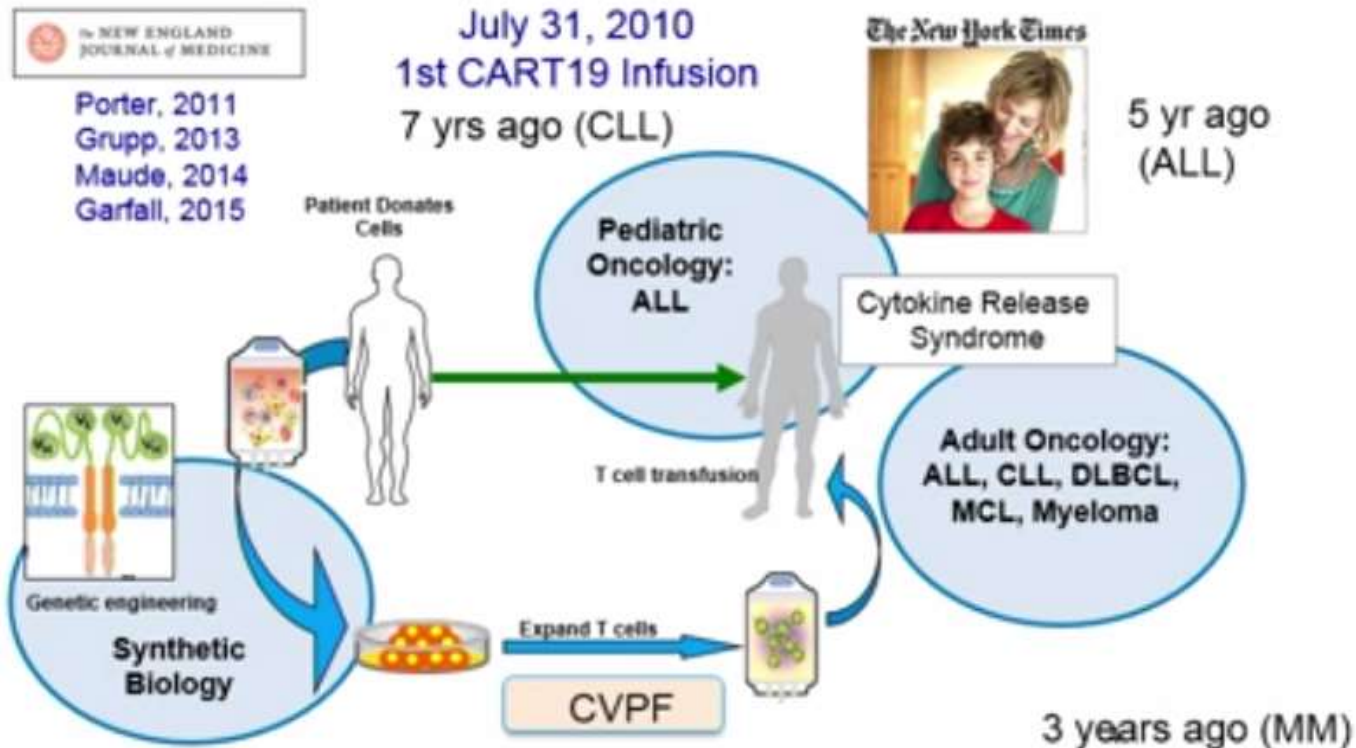 The NEW ENGLAND
JOURNAL of MEDICINE
Porter, 2011
Grupp, 2013
Maude, 2014
Garfall, 2015
July 31, 2010
1st CART19 Infusion
7 yrs ago (CLL)
The New York Times
5 yr ago
(ALL)
Patient Donates
Cells
Pediatric
Oncology:
ALL
Cytokine Release
Syndrome
Adult Oncology:
ALL, CLL, DLBCL,
MCL, Myeloma
T cell transfusion
Genetic engineering
Synthetic
Biology
Expand T cells
CVPF
3 years ago (MM)